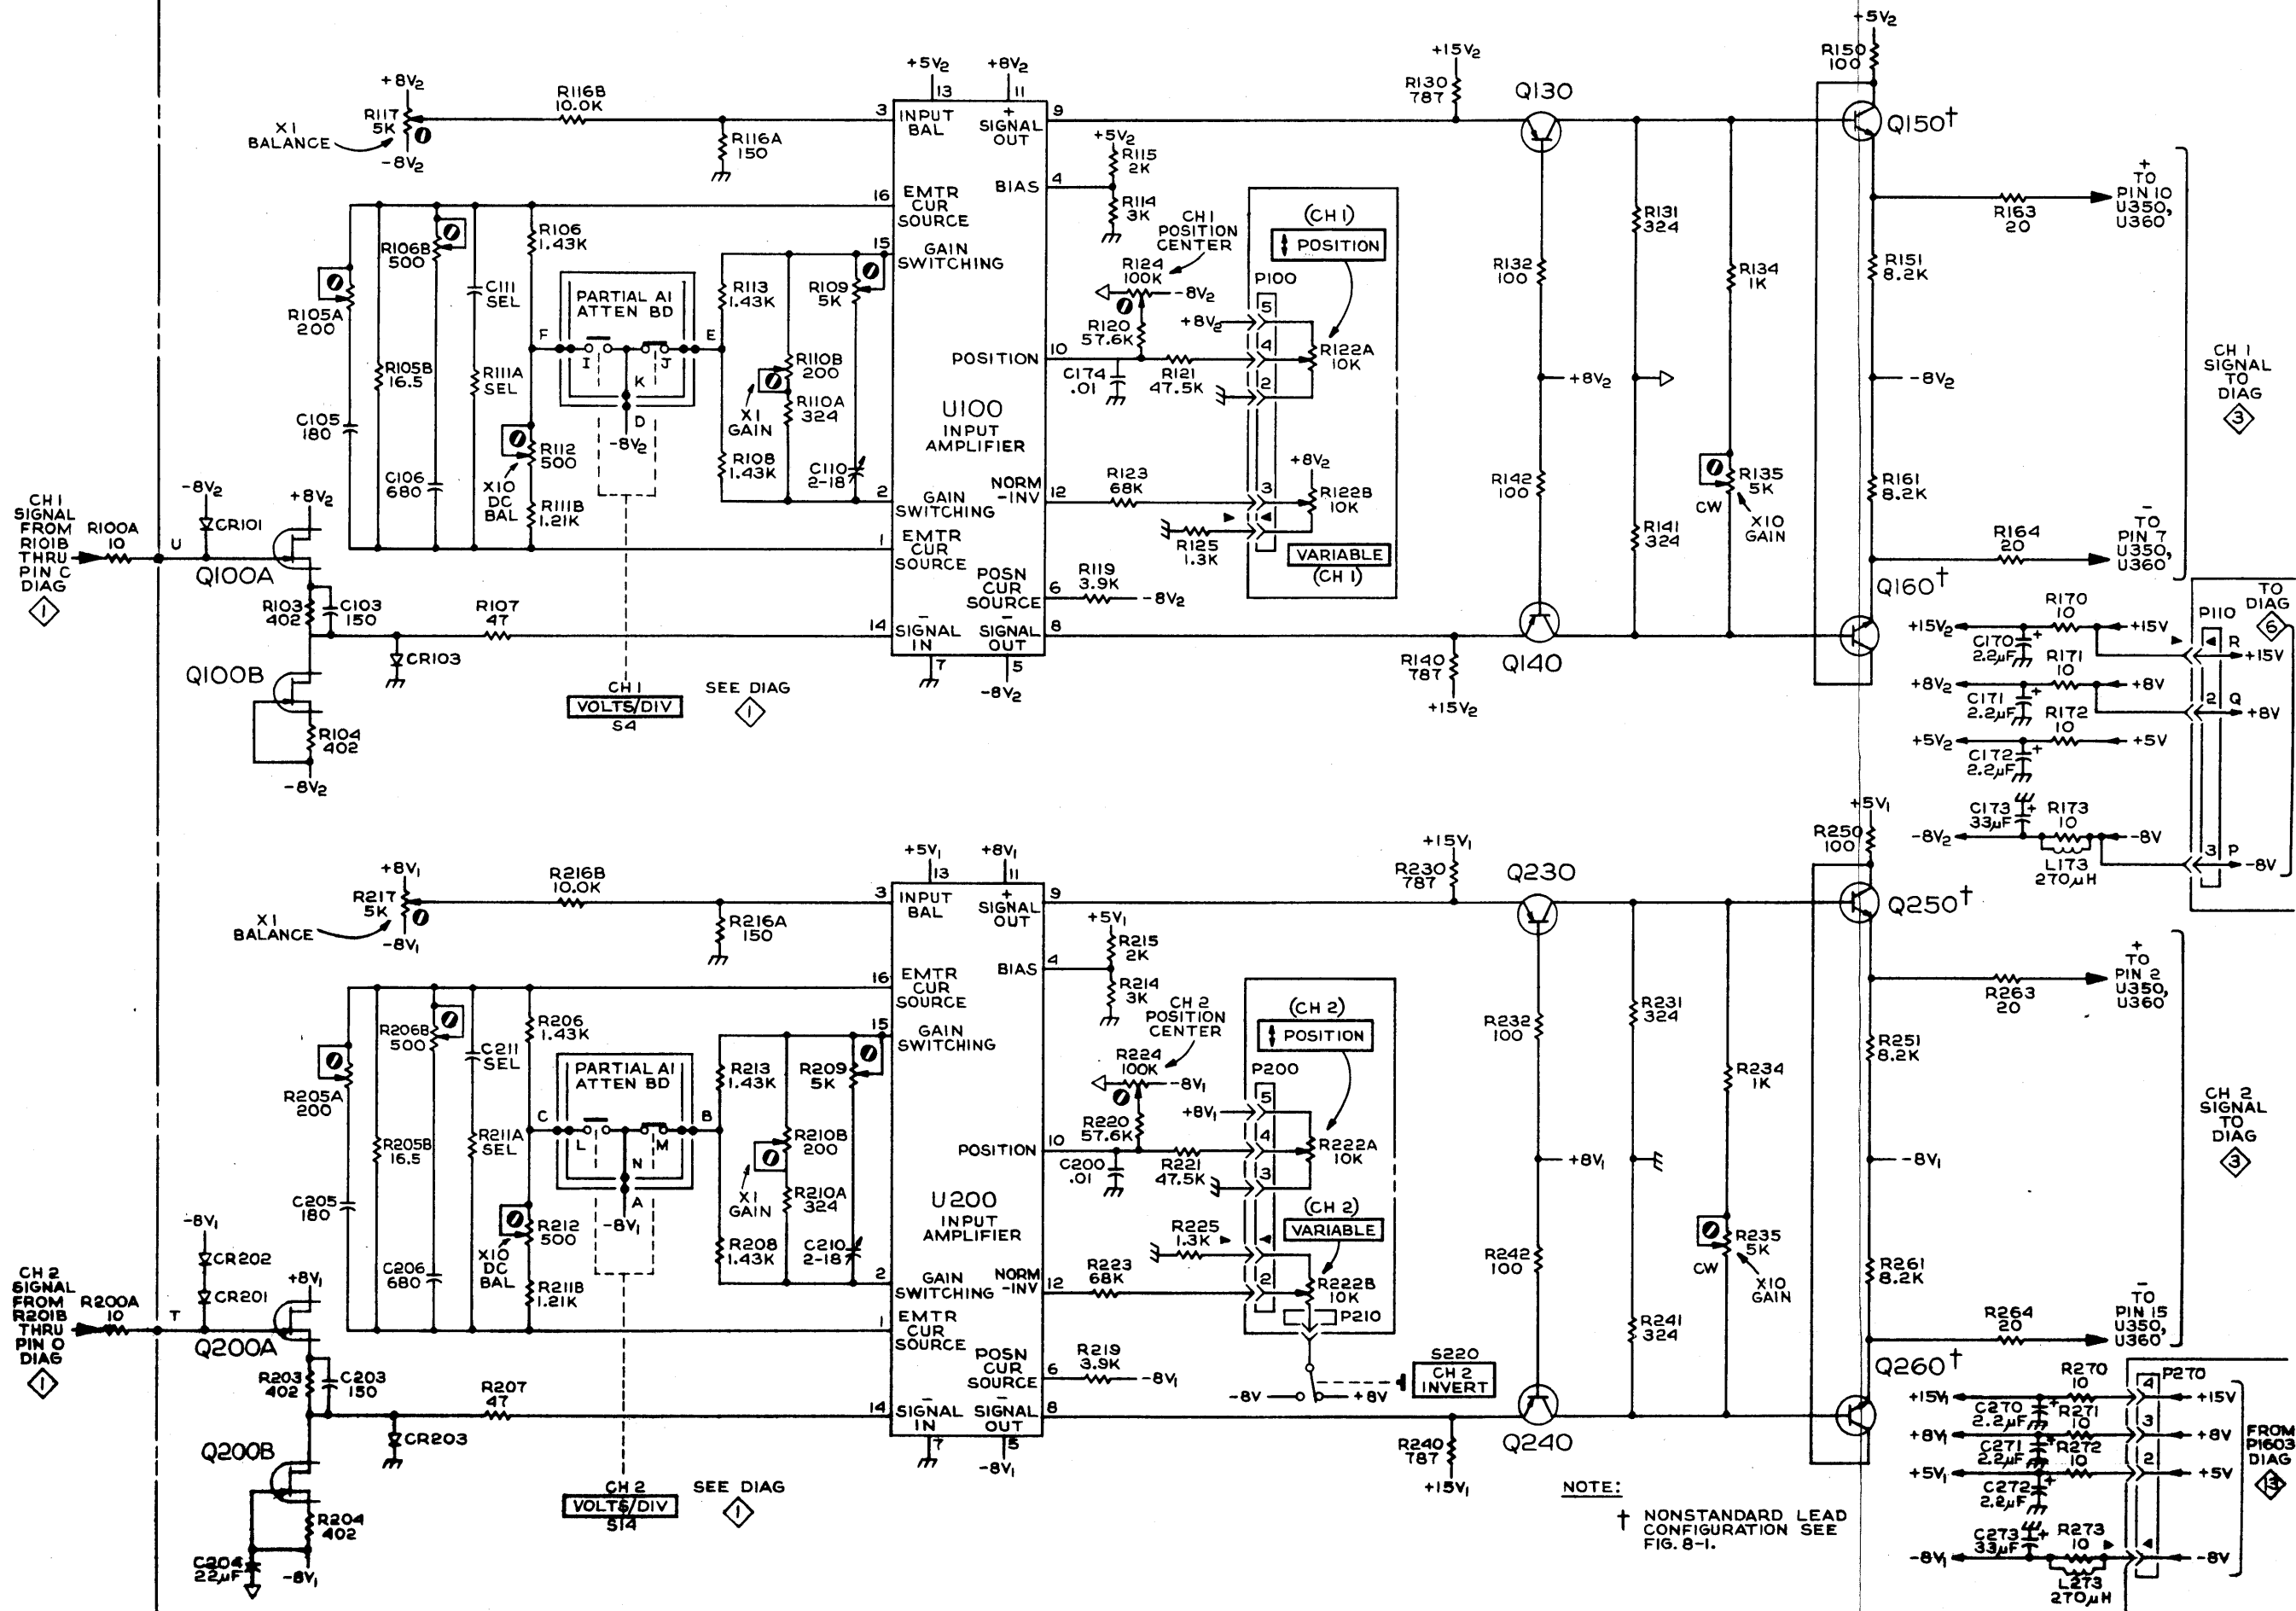 +5V2
R150
100
+15V2
R130
787
Q130
Q150†
+8V2
R117
5K
-8V2
X1
BALANCE
R116B
10.0K
R116A
150
+5V2
+8V2
13
11
3
INPUT
BAL
+
SIGNAL
OUT
9
+5V2
R115
2K
BIAS
4
R114
3K
16
EMTR
CUR
SOURCE
15
GAIN
SWITCHING
CH 1
POSITION
CENTER
R124
100K
-8V2
R120
57.6K
POSITION
10
C174
.01
R121
47.5K
(CH 1)
POSITION
P100
5
+8V2
4
R122A
10K
2
+8V2
3
R122B
10K
VARIABLE
(CH 1)
R105A
200
R105B
16.5
C105
180
R106B
500
C106
680
C111
SEL
R111A
SEL
R106
1.43K
PARTIAL A1
ATTEN BD
F
I
J
E
K
D
-8V2
R112
500
X10
DC
BAL
R111B
1.21K
R113
1.43K
R108
1.43K
R109
5K
R110B
200
R110A
324
X1
GAIN
C110
2-18
U100
INPUT
AMPLIFIER
NORM
-INV
12
R123
68K
R125
1.3K
2
GAIN
SWITCHING
1
EMTR
CUR
SOURCE
POSN
CUR
SOURCE
6
R119
3.9K
-8V2
14
–
SIGNAL
IN
–
SIGNAL
OUT
8
7
5
-8V2
CH 1
SIGNAL
FROM
R101B
THRU
PIN C
DIAG
1
R100A
10
U
-8V2
CR101
+8V2
Q100A
R103
402
C103
150
R107
47
CR103
Q100B
R104
402
-8V2
CH 1
VOLTS/DIV
S4
SEE DIAG
1
R132
100
R142
100
+8V2
R131
324
R141
324
R134
1K
R135
5K
CW
X10
GAIN
R140
787
+15V2
Q140
R151
8.2K
-8V2
R161
8.2K
R163
20
+
TO
PIN 10
U350,
U360
CH 1
SIGNAL
TO
DIAG
3
R164
20
–
TO
PIN 7
U350,
U360
Q160†
+15V2
R170
10
+15V
C170
2.2µF
+
P110
TO
DIAG
6
R
+15V
+8V2
R171
10
+8V
C171
2.2µF
+
2
Q
+8V
+5V2
R172
10
+5V
C172
2.2µF
+
C173
33µF
+
R173
10
-8V2
-8V
L173
270µH
3
P
-8V
+5V1
R250
100
+15V1
R230
787
Q230
Q250†
+8V1
R217
5K
-8V1
X1
BALANCE
R216B
10.0K
R216A
150
+5V1
+8V1
13
11
3
INPUT
BAL
+
SIGNAL
OUT
9
+5V1
R215
2K
BIAS
4
R214
3K
16
EMTR
CUR
SOURCE
15
GAIN
SWITCHING
CH 2
POSITION
CENTER
R224
100K
-8V1
R220
57.6K
POSITION
10
C200
.01
R221
47.5K
(CH 2)
POSITION
P200
5
+8V1
4
R222A
10K
3
(CH 2)
VARIABLE
R225
1.3K
2
R222B
10K
P210
R205A
200
R205B
16.5
C205
180
R206B
500
C206
680
C211
SEL
R211A
SEL
R206
1.43K
PARTIAL A1
ATTEN BD
C
L
M
B
N
A
-8V1
R212
500
X10
DC
BAL
R211B
1.21K
R213
1.43K
R208
1.43K
R209
5K
R210B
200
R210A
324
X1
GAIN
C210
2-18
U200
INPUT
AMPLIFIER
NORM
-INV
12
R223
68K
2
GAIN
SWITCHING
1
EMTR
CUR
SOURCE
POSN
CUR
SOURCE
6
R219
3.9K
-8V1
14
–
SIGNAL
IN
–
SIGNAL
OUT
8
7
5
-8V1
S220
CH 2
INVERT
-8V
+8V
CH 2
SIGNAL
FROM
R201B
THRU
PIN O
DIAG
1
R200A
10
T
-8V1
CR202
CR201
+8V1
Q200A
R203
402
C203
150
R207
47
CR203
Q200B
R204
402
C204
22µF
-8V1
CH 2
VOLTS/DIV
S14
SEE DIAG
1
R232
100
R242
100
+8V1
R231
324
R241
324
R234
1K
R235
5K
CW
X10
GAIN
R240
787
+15V1
Q240
R251
8.2K
-8V1
R261
8.2K
R263
20
+
TO
PIN 2
U350,
U360
CH 2
SIGNAL
TO
DIAG
3
R264
20
–
TO
PIN 15
U350,
U360
Q260†
+15V1
R270
10
P270
4
+15V
C270
2.2µF
+
+8V1
R271
10
3
+8V
C271
2.2µF
+
+5V1
R272
10
2
+5V
C272
2.2µF
+
C273
33µF
+
R273
10
-8V1
-8V
L273
270µH
FROM
P1603
DIAG
13
NOTE:
† NONSTANDARD LEAD
CONFIGURATION SEE
FIG. 8-1.